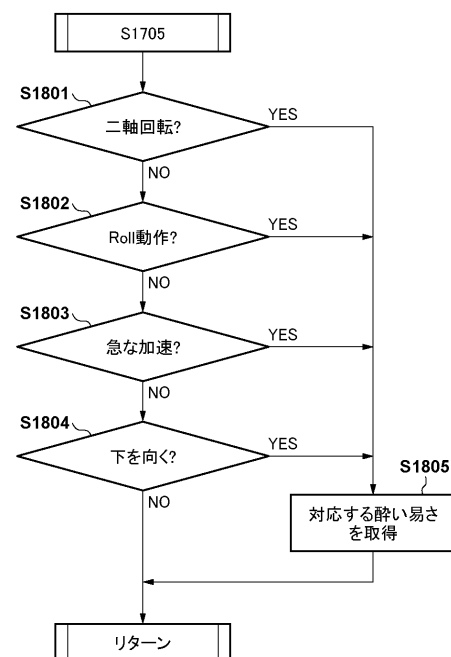 S1705
S1801
二軸回転?
YES
NO
S1802
Roll動作?
YES
NO
S1803
急な加速?
YES
NO
S1804
下を向く?
YES
NO
S1805
対応する酔い易さ
を取得
リターン